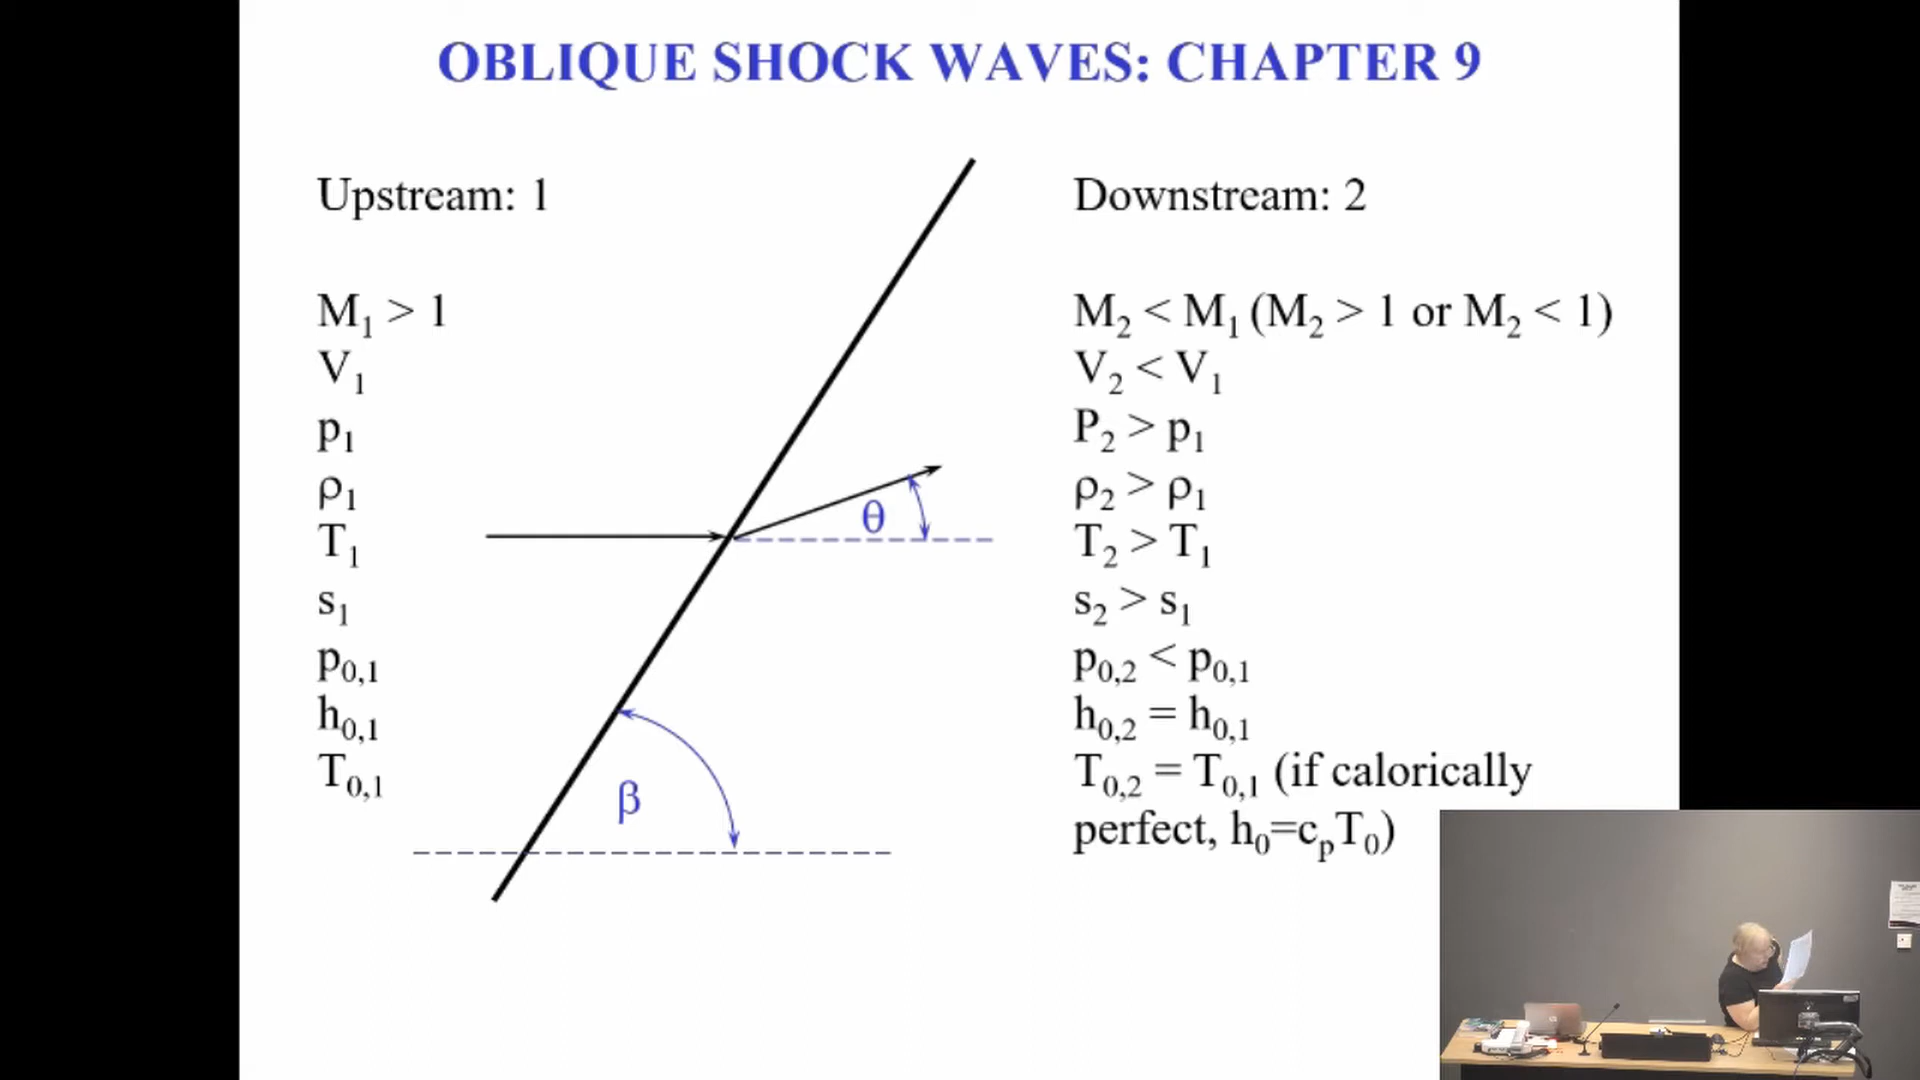 OBLIQUE SHOCK WAVES: CHAPTER 9
Upstream: 1
M₁ > 1
V₁
p₁
ρ₁
T₁
s₁
p₀,₁
h₀,₁
T₀,₁
θ
β
Downstream: 2
M₂ < M₁ (M₂ > 1 or M₂ < 1)
V₂ < V₁
P₂ > p₁
ρ₂ > ρ₁
T₂ > T₁
s₂ > s₁
p₀,₂ < p₀,₁
h₀,₂ = h₀,₁
T₀,₂ = T₀,₁ (if calorically
perfect, h₀=cₚT₀)